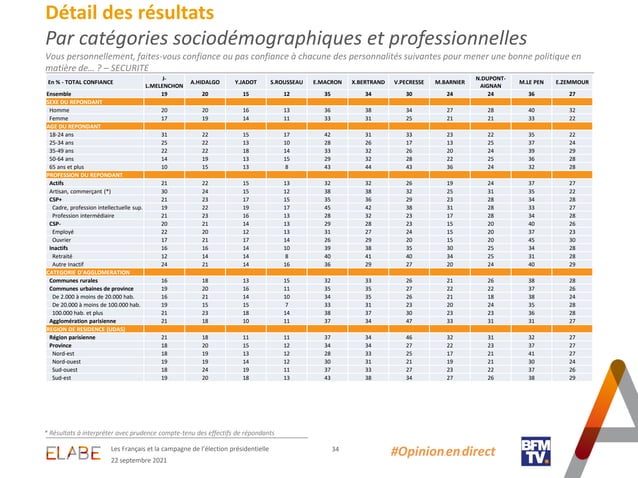 Détail des résultats
Par catégories sociodémographiques et professionnelles
Vous personnellement, faites-vous confiance ou pas confiance à chacune des personnalités suivantes pour mener une bonne politique en
matière de… ? – SECURITE
En % - TOTAL CONFIANCE J-L.MELENCHON A.HIDALGO Y.JADOT S.ROUSSEAU E.MACRON X.BERTRAND V.PECRESSE M.BARNIER N.DUPONT-AIGNAN M.LE PEN E.ZEMMOUR
Ensemble 19 20 15 12 35 34 30 24 24 36 27
SEXE DU REPONDANT
Homme 20 20 16 13 36 38 34 27 28 40 32
Femme 17 19 14 11 33 31 25 21 21 33 22
AGE DU REPONDANT
18-24 ans 31 22 15 17 42 31 33 23 22 35 22
25-34 ans 25 22 13 10 28 26 17 13 25 37 24
35-49 ans 22 22 18 14 33 32 26 20 24 39 29
50-64 ans 14 19 13 15 29 32 28 22 25 36 28
65 ans et plus 10 15 13 8 43 44 43 36 24 32 28
PROFESSION DU REPONDANT
Actifs 21 22 15 13 32 32 26 19 24 37 27
Artisan, commerçant (*) 30 24 15 12 38 38 32 25 31 35 22
CSP+ 21 23 17 15 35 36 29 23 28 34 28
Cadre, profession intellectuelle sup. 19 22 19 17 45 42 38 31 28 33 27
Profession intermédiaire 21 23 16 13 28 32 23 17 28 34 28
CSP- 20 21 14 13 29 28 23 15 20 40 26
Employé 22 20 12 13 31 27 24 15 20 37 23
Ouvrier 17 21 17 14 26 29 20 15 20 45 30
Inactifs 16 16 14 10 39 38 35 30 25 34 28
Retraité 12 14 14 8 40 41 40 34 25 31 28
Autre Inactif 24 21 14 16 36 29 27 20 24 40 29
CATEGORIE D'AGGLOMERATION
Communes rurales 16 18 13 15 32 33 26 21 26 38 28
Communes urbaines de province 19 20 16 11 35 35 27 22 22 37 26
De 2.000 à moins de 20.000 hab. 16 21 14 10 34 35 26 21 18 38 24
De 20.000 à moins de 100.000 hab. 19 15 15 7 33 31 23 20 24 35 28
100.000 hab. et plus 21 23 18 14 38 37 30 23 23 36 28
Agglomération parisienne 21 18 10 11 37 34 47 33 31 31 27
REGION DE RESIDENCE (UDA5)
Région parisienne 21 18 11 11 37 34 46 32 31 32 27
Province 18 20 15 12 34 34 27 22 23 37 27
Nord-est 18 19 13 12 28 33 25 17 21 41 27
Nord-ouest 19 19 14 12 30 31 21 19 21 30 24
Sud-ouest 18 24 19 11 37 33 27 23 22 37 26
Sud-est 19 20 18 13 43 38 34 27 26 38 29
* Résultats à interpréter avec prudence compte-tenu des effectifs de répondants
ELABE
Les Français et la campagne de l'élection présidentielle
22 septembre 2021
34
#Opinion en direct
BFM
TV.